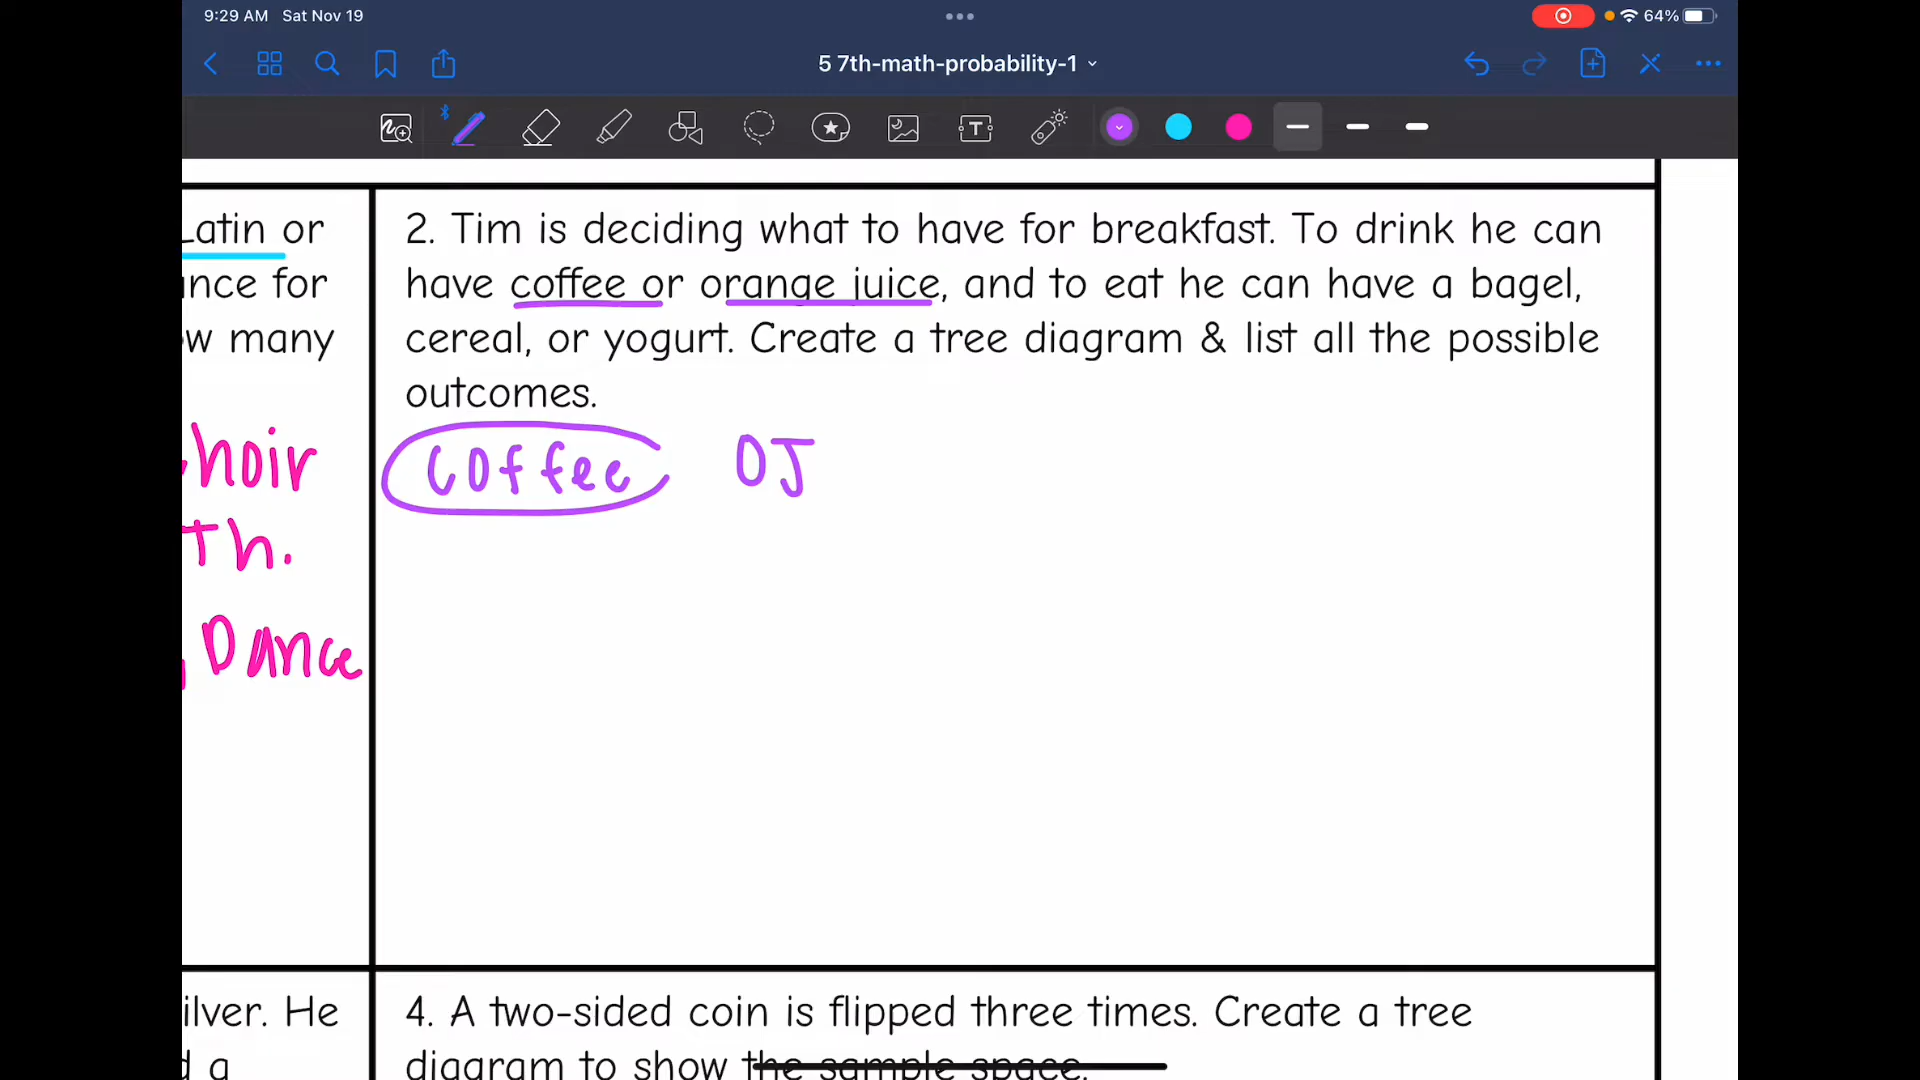 9:29 AM Sat Nov 19
64%
5 7th-math-probability-1
T
Latin or
ance for
ow many
hoir
th.
, Dance
2. Tim is deciding what to have for breakfast. To drink he can
have coffee or orange juice, and to eat he can have a bagel,
cereal, or yogurt. Create a tree diagram & list all the possible
outcomes.
coffee OJ
ilver. He
d a
4. A two-sided coin is flipped three times. Create a tree
diagram to show the sample space.